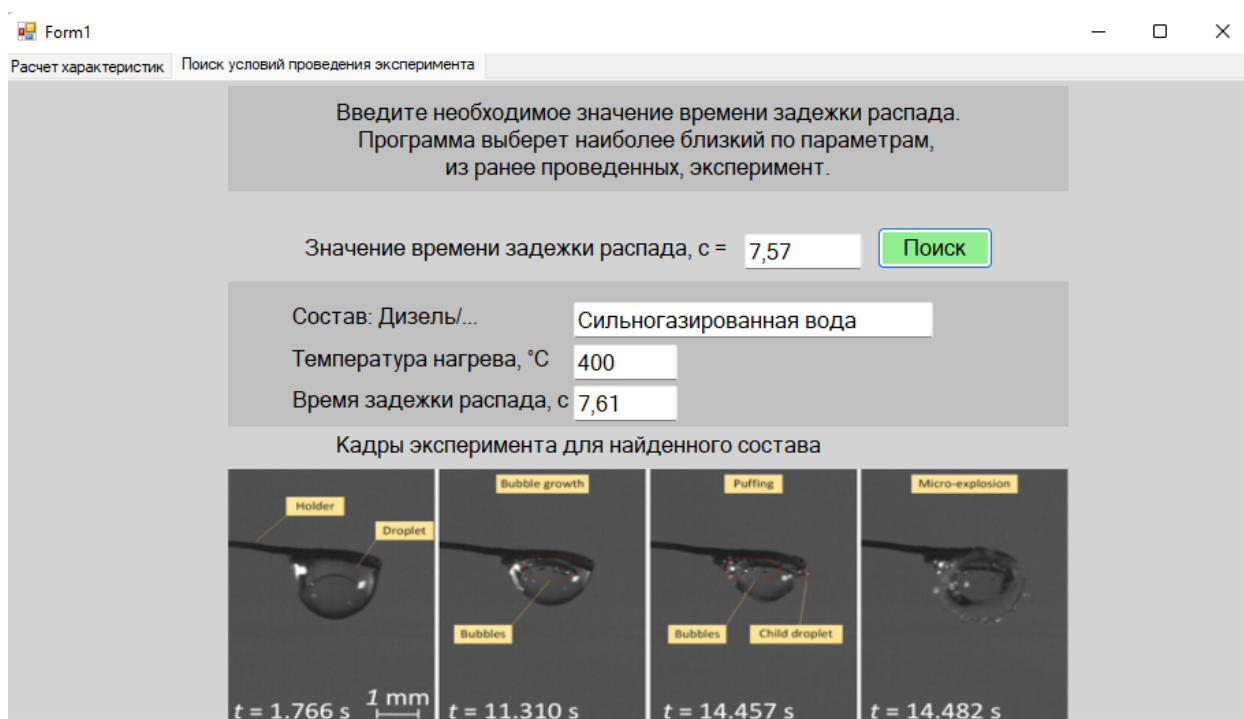 Form1
Расчет характеристик
Поиск условий проведения эксперимента
Введите необходимое значение времени задежки распада.
Программа выберет наиболее близкий по параметрам,
из ранее проведенных, эксперимент.
Значение времени задежки распада, с = 7,57 Поиск
Состав: Дизель/... Сильногазированная вода
Температура нагрева, °C 400
Время задежки распада, с 7,61
Кадры эксперимента для найденного состава
Holder
Droplet
t = 1.766 s
1 mm
Bubble growth
Bubbles
t = 11.310 s
Puffing
Bubbles
Child droplet
t = 14.457 s
Micro-explosion
t = 14.482 s